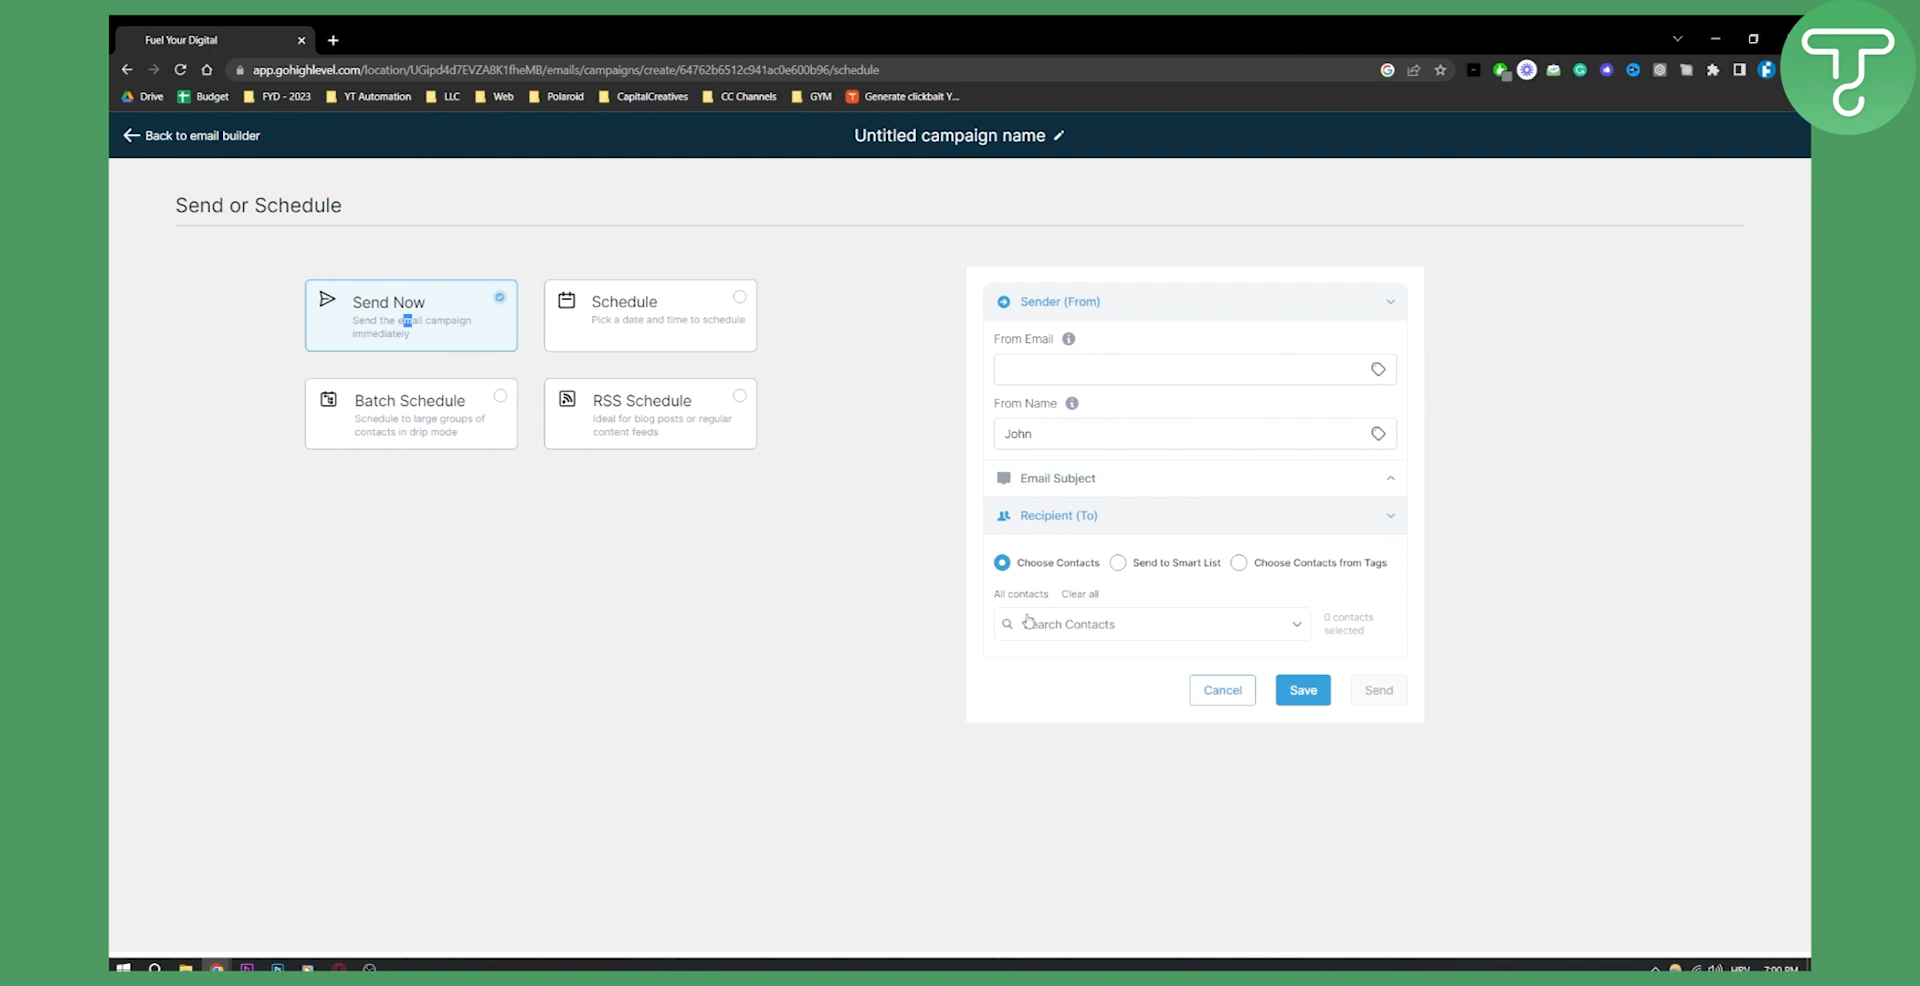 Fuel Your Digital
app.gohighlevel.com/location/UGipd4d7EVZA8K1fheMB/emails/campaigns/create/64762b6512c941ac0e600b96/schedule
Drive Budget FYD - 2023 YT Automation LLC Web Polaroid CapitalCreatives CC Channels GYM Generate clickbait Y...
Back to email builder
Untitled campaign name
Send or Schedule
Send Now
Send the email campaign
immediately
Schedule
Pick a date and time to schedule
Batch Schedule
Schedule to large groups of
contacts in drip mode
RSS Schedule
Ideal for blog posts or regular
content feeds
Sender (From)
From Email
From Name
John
Email Subject
Recipient (To)
Choose Contacts Send to Smart List Choose Contacts from Tags
All contacts Clear all
Search Contacts
0 contacts
selected
Cancel Save Send
HRV 7:00 PM